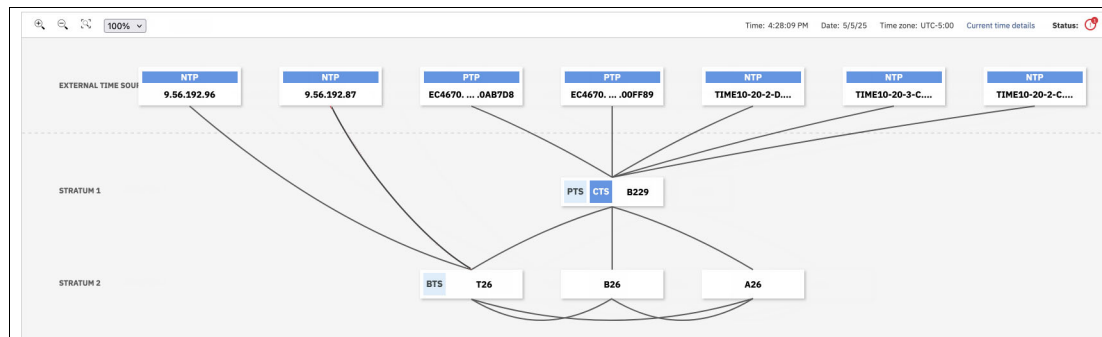 100%
Time: 4:28:09 PM Date: 5/5/25 Time zone: UTC-5:00 Current time details Status: 1
EXTERNAL TIME SOUR
NTP NTP PTP PTP NTP NTP NTP
9.56.192.96 9.56.192.87 EC4670. ... .0AB7D8 EC4670. ... .00FF89 TIME10-20-2-D.... TIME10-20-3-C.... TIME10-20-2-C....
STRATUM 1
PTS CTS B229
STRATUM 2
BTS T26 B26 A26